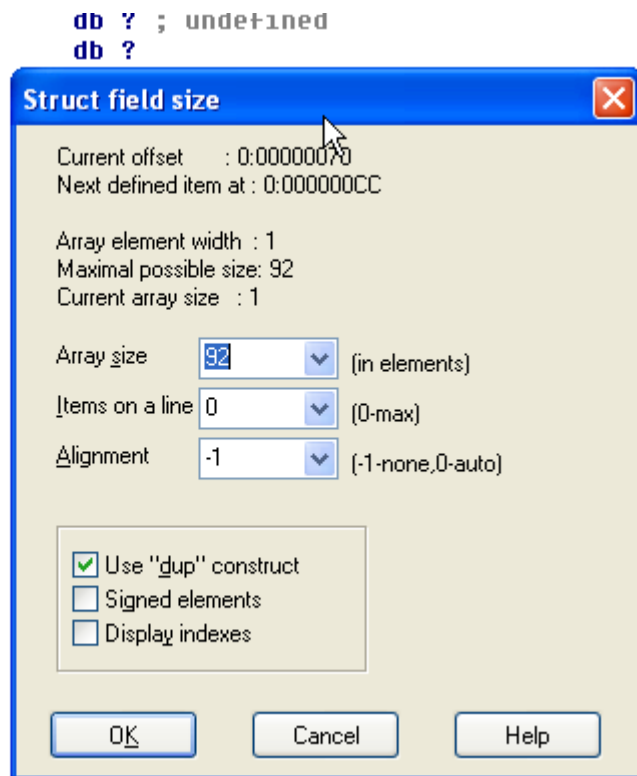 db ? ; undefined
db ?
Struct field size
Current offset : 0:00000070
Next defined item at : 0:000000CC
Array element width : 1
Maximal possible size: 92
Current array size : 1
Array size 92 (in elements)
Items on a line 0 (0-max)
Alignment -1 (-1-none,0-auto)
Use "dup" construct
Signed elements
Display indexes
OK Cancel Help